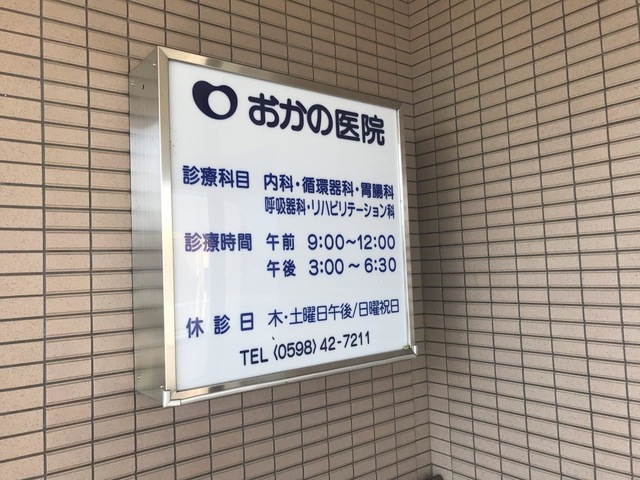 おかの医院
診療科目 内科・循環器科・胃腸科
呼吸器科・リハビリテーション科
診療時間 午前 9:00～12:00
午後 3:00～6:30
休診日 木・土曜日午後/日曜祝日
TEL〈0598〉42-7211